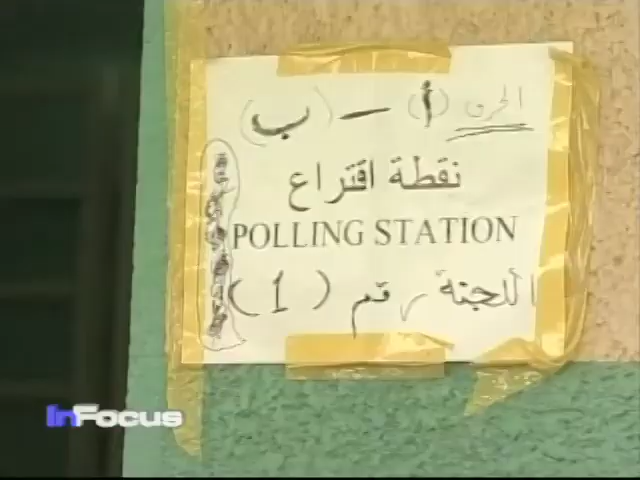 الحرف (أ) — (ب)
نقطة اقتراع
POLLING STATION
اللجنة رقم (1)
InFocus